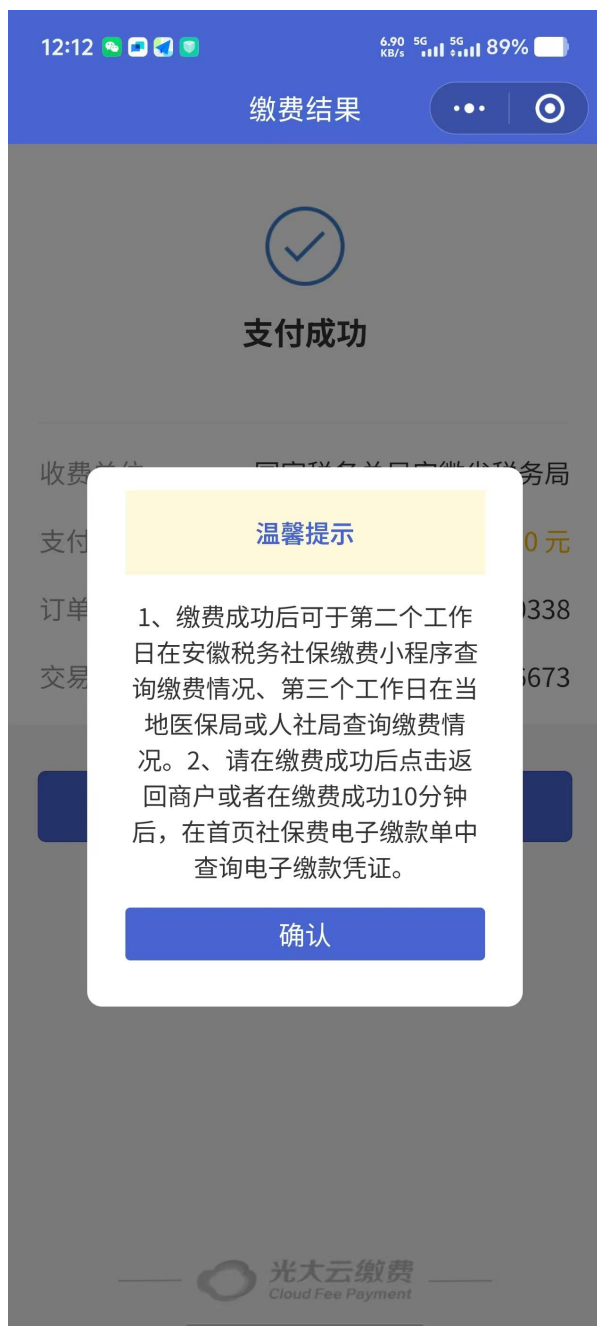 12:12
6.90 KB/s 5G 5G 89%
缴费结果
支付成功
收费
务局
支付
0 元
温馨提示
订单
0338
交易
6673
1、缴费成功后可于第二个工作
日在安徽税务社保缴费小程序查
询缴费情况、第三个工作日在当
地医保局或人社局查询缴费情
况。2、请在缴费成功后点击返
回商户或者在缴费成功10分钟
后，在首页社保费电子缴款单中
查询电子缴款凭证。
确认
光大云缴费
Cloud Fee Payment